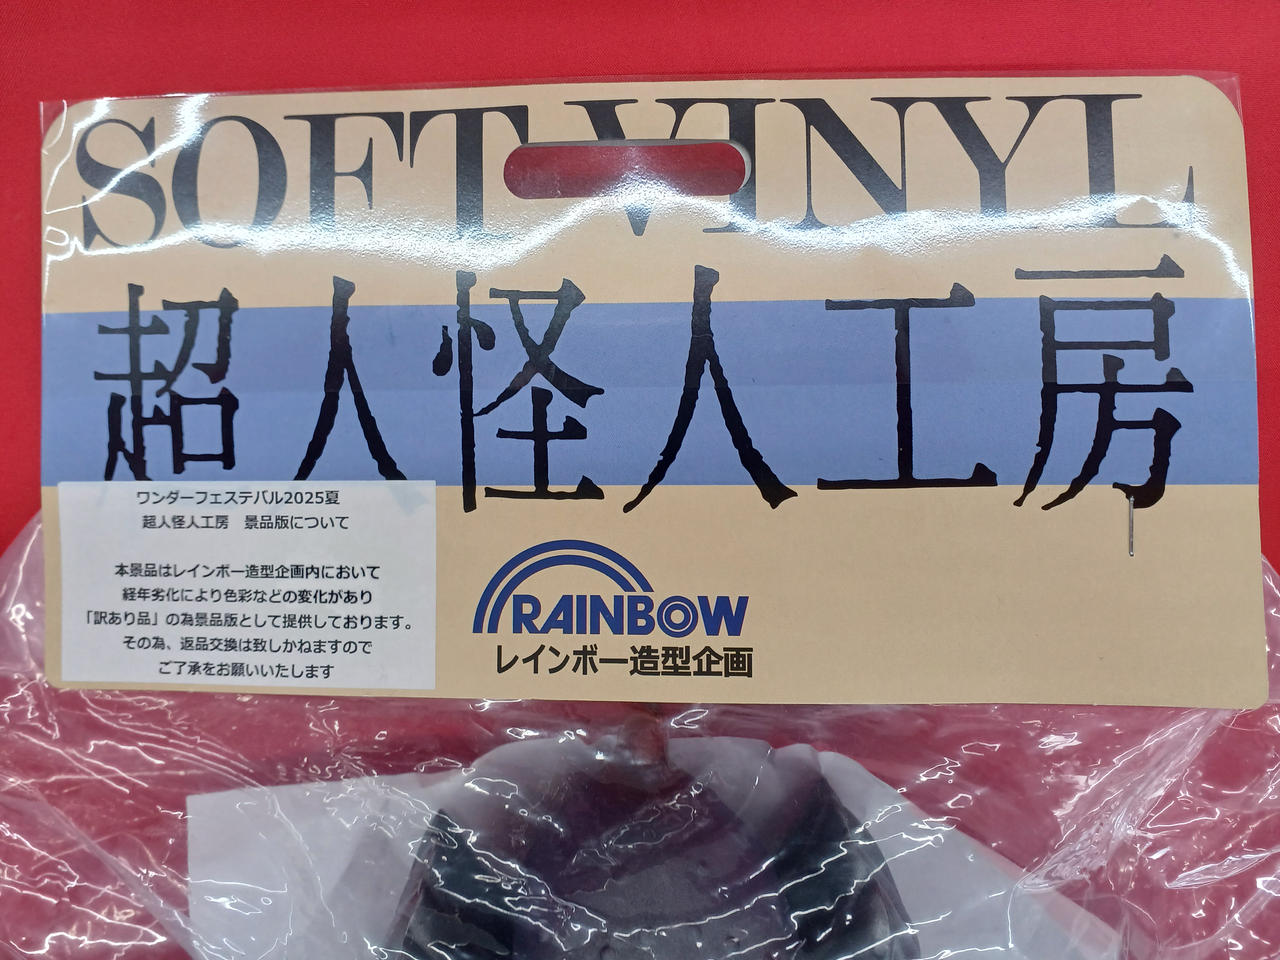 SOFT VINYL
超人怪人工房
ワンダーフェステバル2025夏
超人怪人工房　景品版について
本景品はレインボー造型企画内において
経年劣化により色彩などの変化があり
「訳あり品」の為景品版として提供しております。
その為、返品交換は致しかねますので
ご了承をお願いいたします
RAINBOW
レインボー造型企画